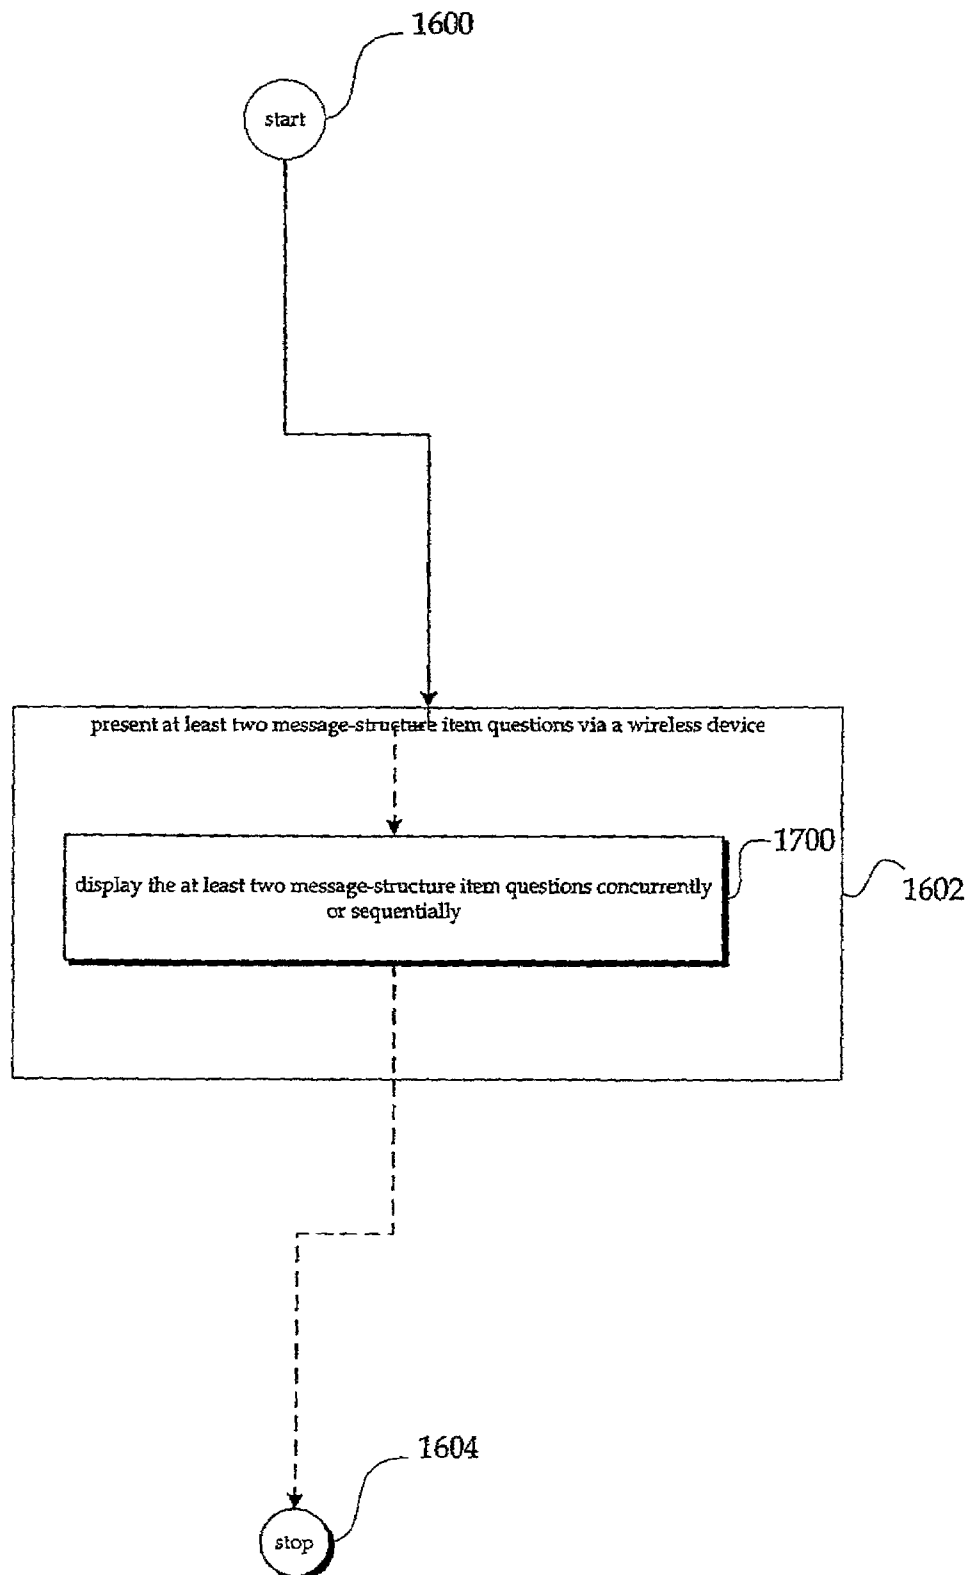 1600
start
present at least two message-structure item questions via a wireless device
1700
display the at least two message-structure item questions concurrently
or sequentially
1602
1604
stop